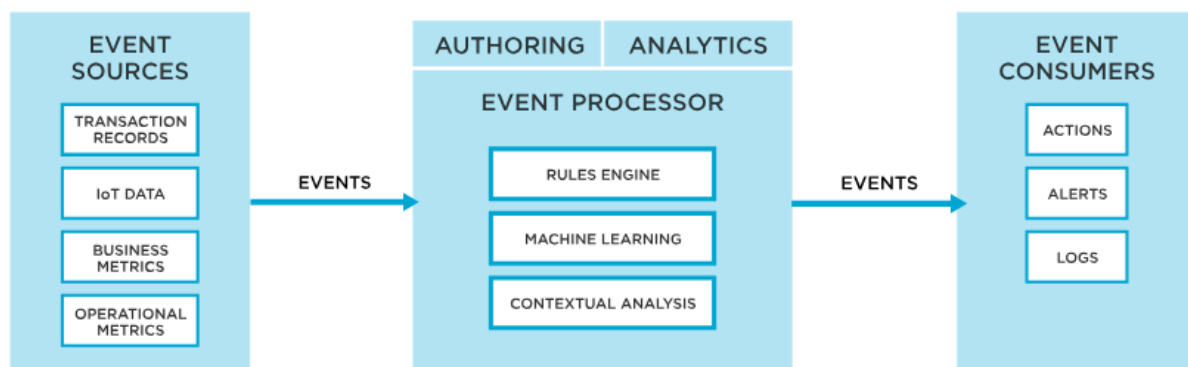 EVENT
SOURCES
TRANSACTION
RECORDS
IoT DATA
BUSINESS
METRICS
OPERATIONAL
METRICS
EVENTS
AUTHORING
ANALYTICS
EVENT PROCESSOR
RULES ENGINE
MACHINE LEARNING
CONTEXTUAL ANALYSIS
EVENTS
EVENT
CONSUMERS
ACTIONS
ALERTS
LOGS